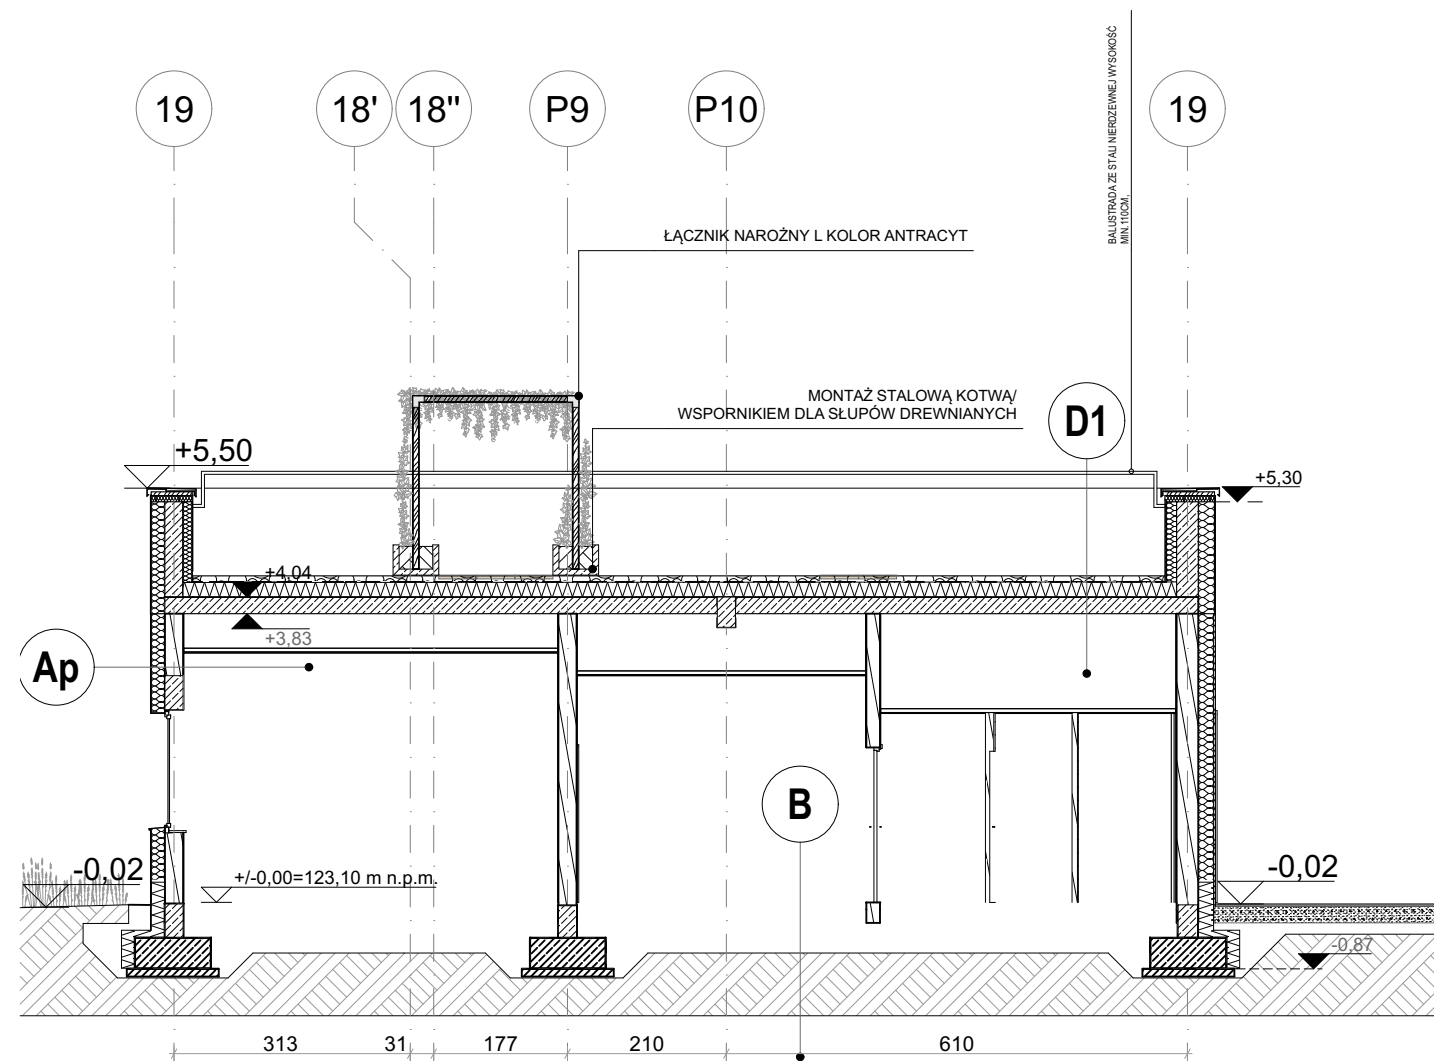 19
18'
18"
P9
P10
19
BALUSTRADA ZE STALI NIERDZEWNEJ WYSOKOŚĆ
MIN.110CM,
ŁĄCZNIK NAROŻNY L KOLOR ANTRACYT
MONTAŻ STALOWĄ KOTWĄ/
WSPORNIKIEM DLA SŁUPÓW DREWNIANYCH
D1
+5,50
+5,30
+4,04
+3,83
Ap
B
-0,02
+/-0,00=123,10 m n.p.m.
-0,02
-0,87
313
31
177
210
610